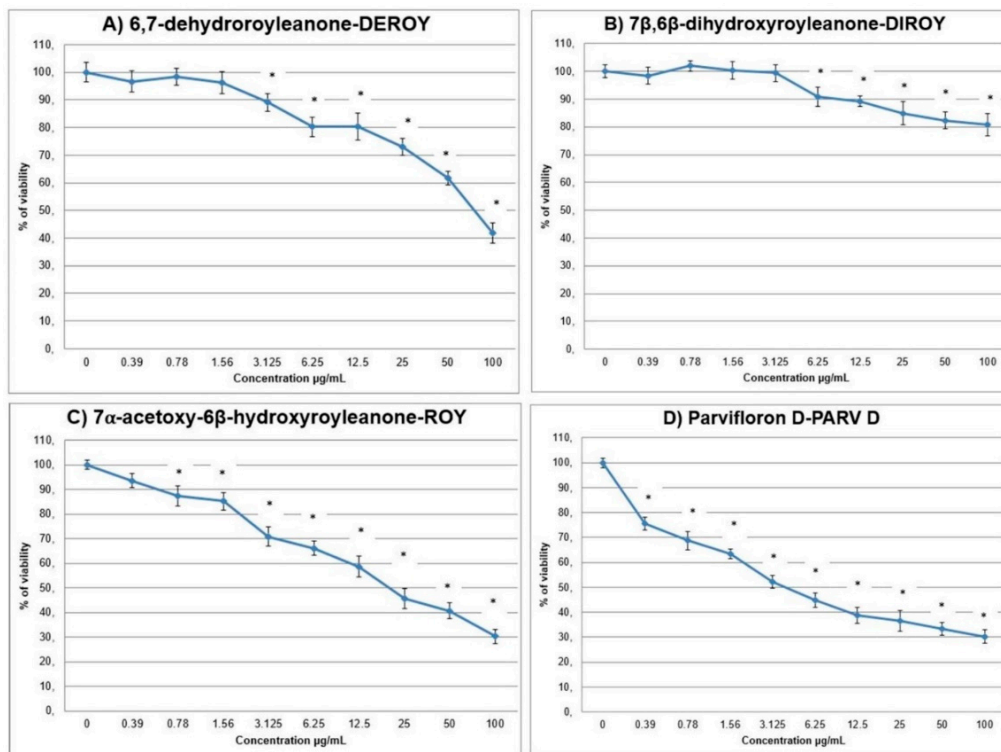 A) 6,7-dehydroroyleanone-DEROY
110,
100,
90,
80,
70,
60,
50,
40,
30,
20,
10,
0,
% of viability
* * * * * *
0 0.39 0.78 1.56 3.125 6.25 12.5 25 50 100
Concentration µg/mL
B) 7β,6β-dihydroxyroyleanone-DIROY
110,
100,
90,
80,
70,
60,
50,
40,
30,
20,
10,
0,
% of viability
* * * * *
0 0.39 0.78 1.56 3.125 6.25 12.5 25 50 100
Concentration µg/mL
C) 7α-acetoxy-6β-hydroxyroyleanone-ROY
110,
100,
90,
80,
70,
60,
50,
40,
30,
20,
10,
0,
% of viability
* * * * * * * *
0 0.39 0.78 1.56 3.125 6.25 12.5 25 50 100
Concentration µg/mL
D) Parvifloron D-PARV D
110,
100,
90,
80,
70,
60,
50,
40,
30,
20,
10,
0,
% of viability
* * * * * * * * *
0 0.39 0.78 1.56 3.125 6.25 12.5 25 50 100
Concentration µg/mL